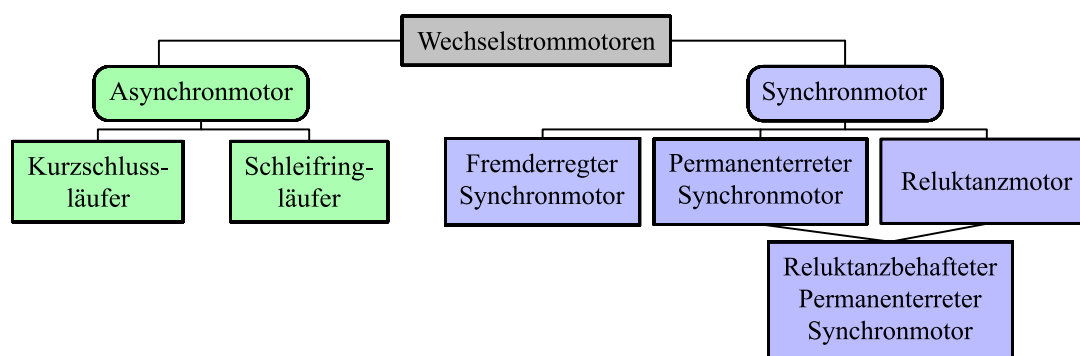 Wechselstrommotoren
Asynchronmotor
Synchronmotor
Kurzschluss-
läufer
Schleifring-
läufer
Fremderregter
Synchronmotor
Permanenterreter
Synchronmotor
Reluktanzmotor
Reluktanzbehafteter
Permanenterreter
Synchronmotor